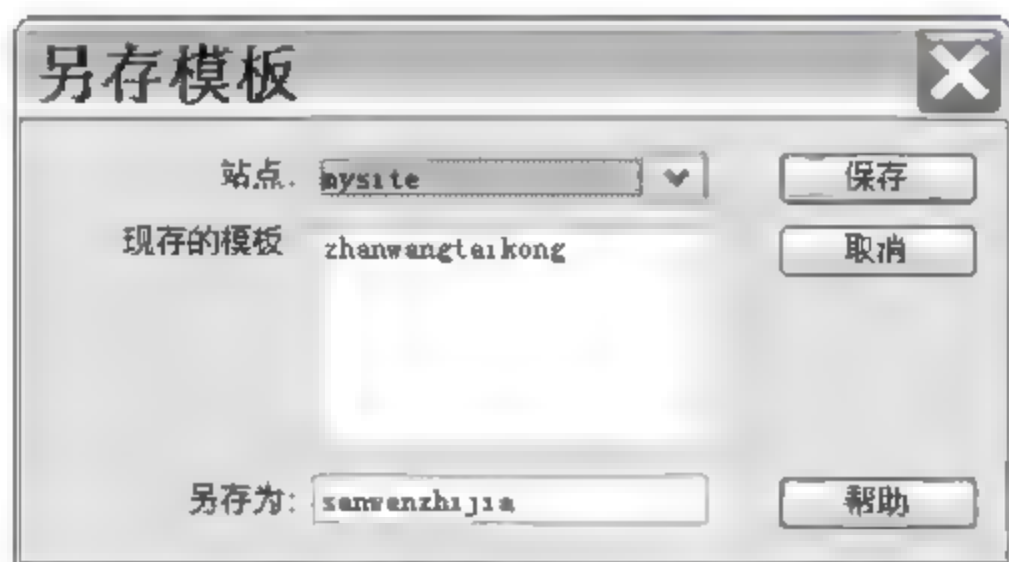 另存模板
站点: mysite 保存
现存的模板 zhanwangtaikong 取消
另存为: sanwenzhijia 帮助